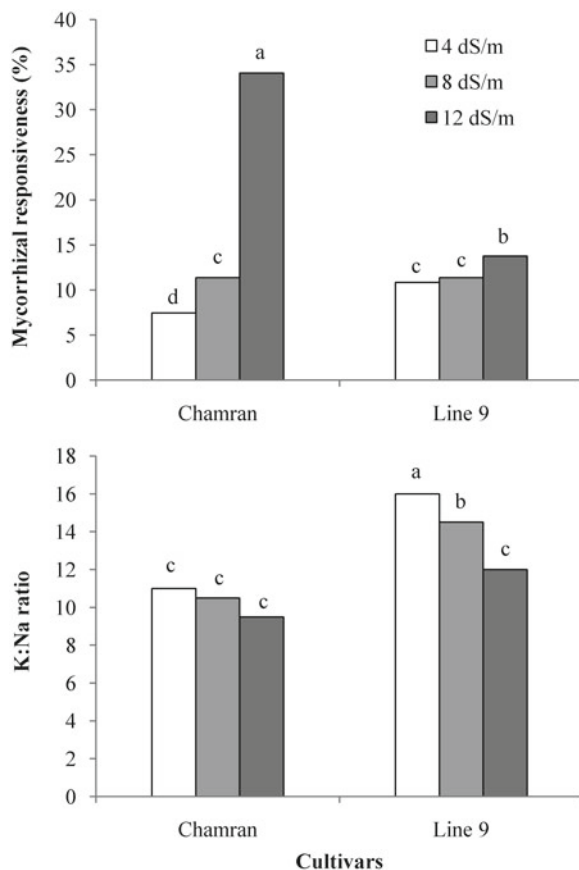 Mycorrhizal responsiveness (%)
40
35
30
25
20
15
10
5
0
4 dS/m
8 dS/m
12 dS/m
d
c
a
c
c
b
Chamran
Line 9
K:Na ratio
18
16
14
12
10
8
6
4
2
0
c
c
c
a
b
c
Chamran
Line 9
Cultivars